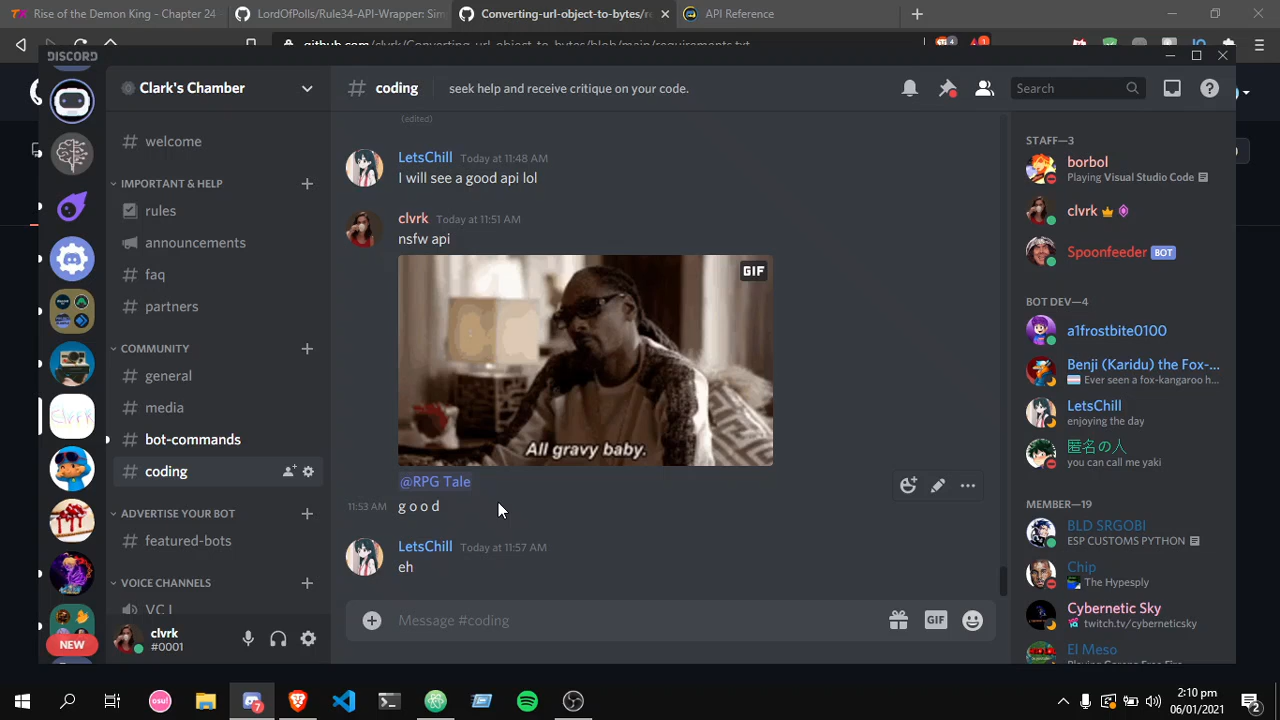 Rise of the Demon King - Chapter 24
LordOfPolls/Rule34-API-Wrapper: Sim
Converting-url-object-to-bytes/re
API Reference
DISCORD
Clark's Chamber
coding
seek help and receive critique on your code.
Search
welcome
IMPORTANT & HELP
rules
announcements
faq
partners
COMMUNITY
general
media
bot-commands
coding
ADVERTISE YOUR BOT
featured-bots
VOICE CHANNELS
VC I
NEW
clvrk
#0001
(edited)
LetsChill Today at 11:48 AM
I will see a good api lol
clvrk Today at 11:51 AM
nsfw api
GIF
All gravy baby.
@RPG Tale
11:53 AM g o o d
LetsChill Today at 11:57 AM
eh
Message #coding
GIF
STAFF—3
borbol
Playing Visual Studio Code
clvrk
Spoonfeeder BOT
BOT DEV—4
a1frostbite0100
Benji (Karidu) the Fox-...
Ever seen a fox-kangaroo h...
LetsChill
enjoying the day
匿名の人
you can call me yaki
MEMBER—19
BLD SRGOBI
ESP CUSTOMS PYTHON
Chip
The Hypesply
Cybernetic Sky
twitch.tv/cyberneticsky
El Meso
osu!
7
2:10 pm
06/01/2021
2